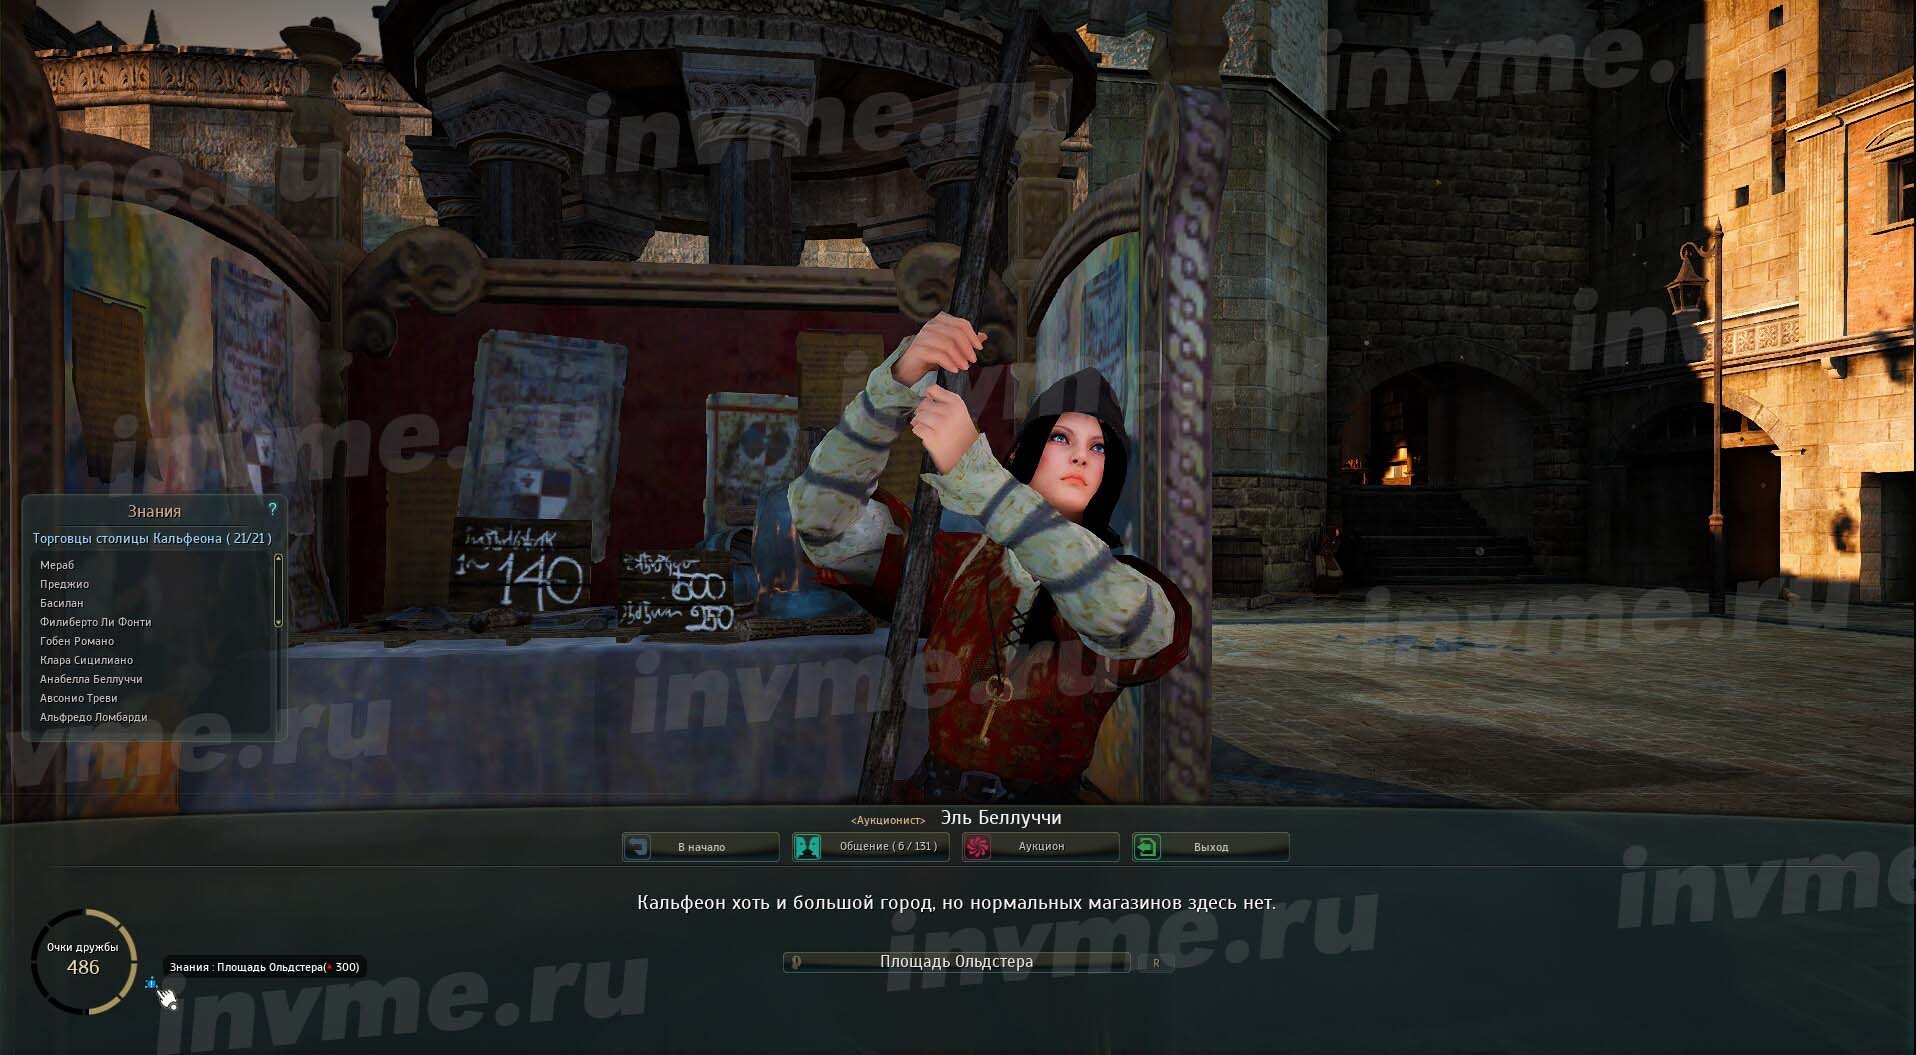 invme.ru
Знания
?
Торговцы столицы Кальфеона ( 21/21 )
Мераб
Преджио
Басилан
Филиберто Ли Фонти
Гобен Романо
Клара Сицилиано
Анабелла Беллуччи
Авсонио Треви
Альфредо Ломбарди
140
600
250
<Аукционист> Эль Беллуччи
В начало
Общение ( 6 / 131 )
Аукцион
Выход
Кальфеон хоть и большой город, но нормальных магазинов здесь нет.
Площадь Ольдстера
R
Очки дружбы
486
Знания : Площадь Ольдстера( 300)